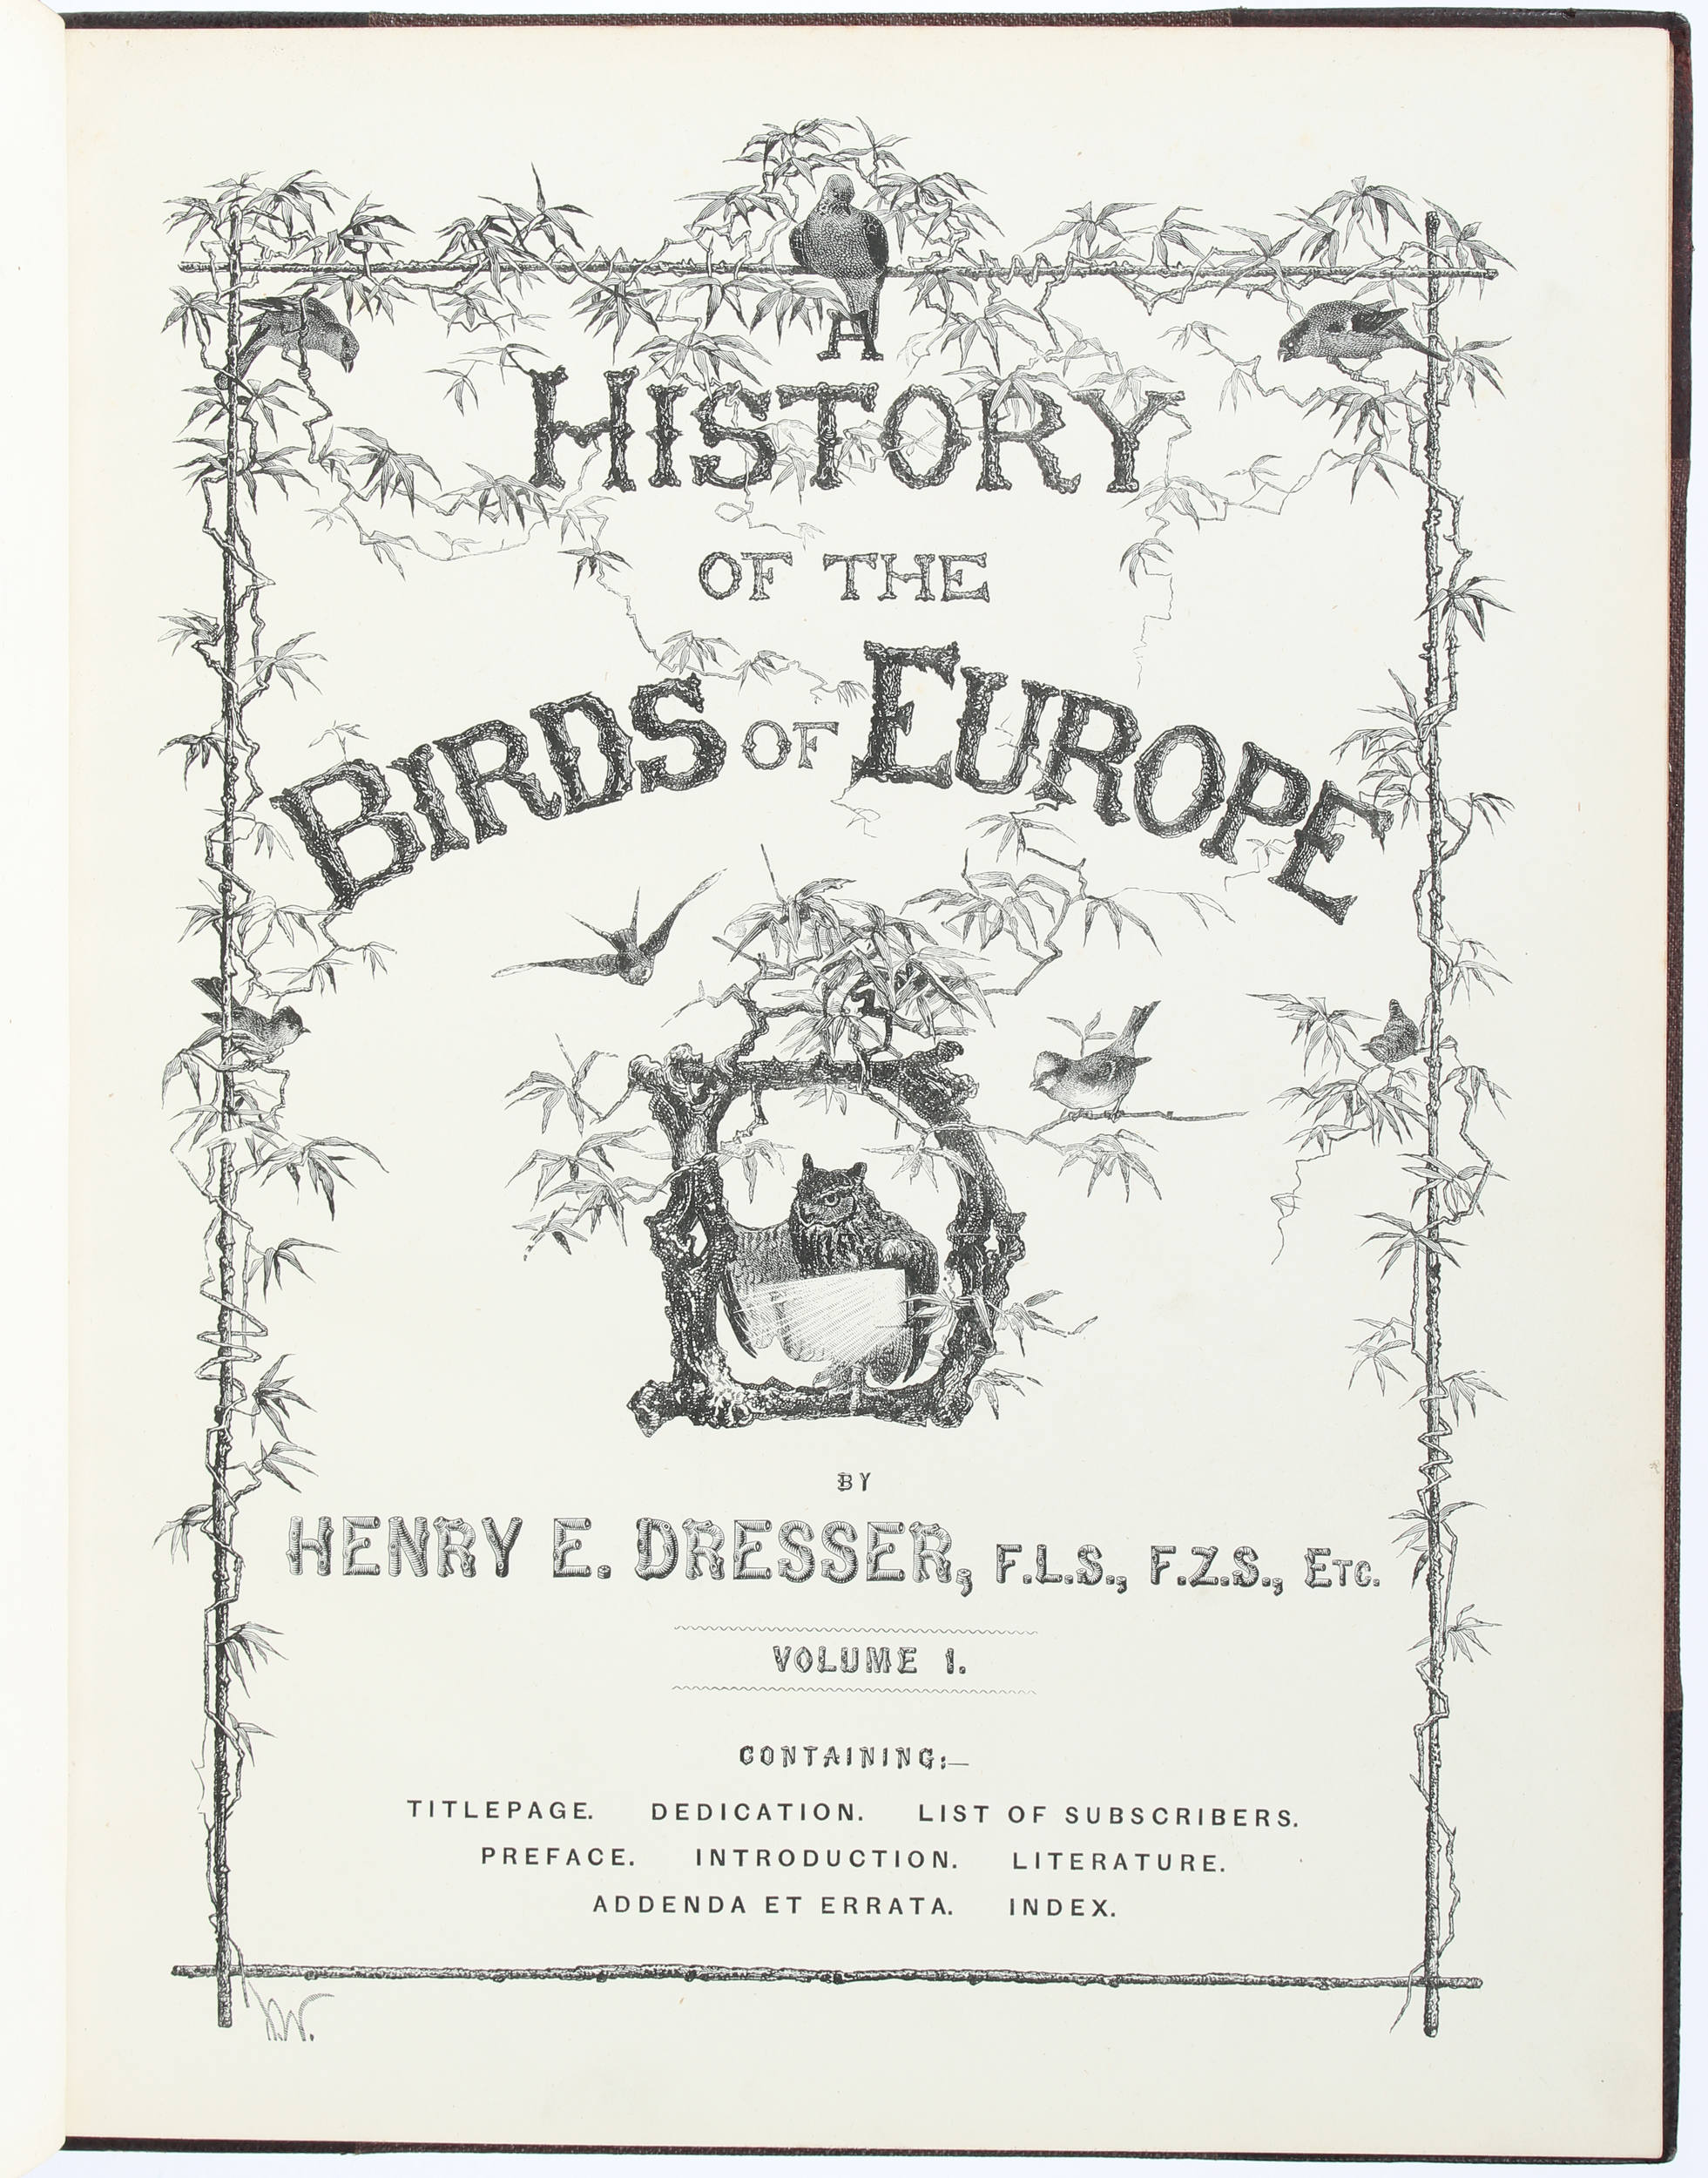 A
HISTORY
OF THE
BIRDS OF EUROPE
BY
HENRY E. DRESSER, F.L.S., F.Z.S., ETC.
VOLUME 1.
CONTAINING:—
TITLEPAGE. DEDICATION. LIST OF SUBSCRIBERS.
PREFACE. INTRODUCTION. LITERATURE.
ADDENDA ET ERRATA. INDEX.